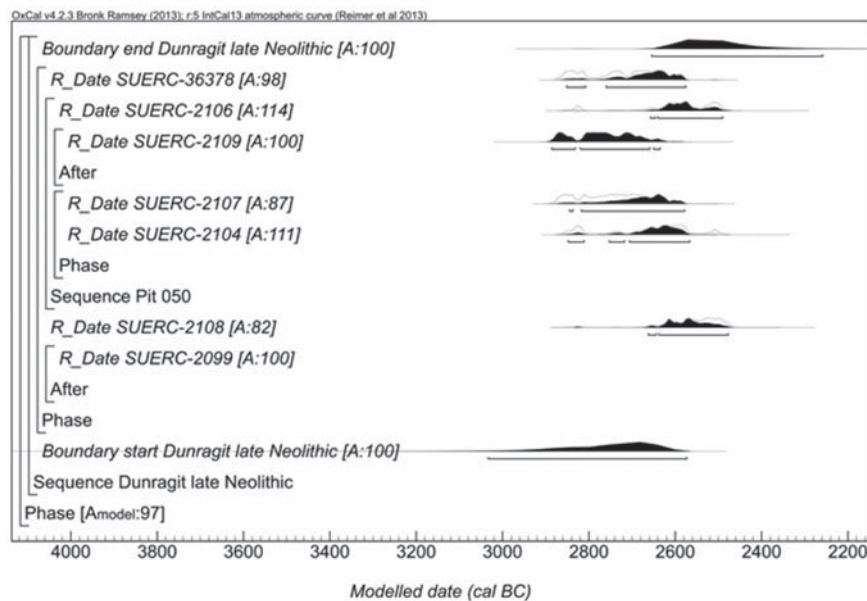 OxCal v4.2.3 Bronk Ramsey (2013); r:5 IntCal13 atmospheric curve (Reimer et al 2013)
Boundary end Dunragit late Neolithic [A:100]
R_Date SUERC-36378 [A:98]
R_Date SUERC-2106 [A:114]
R_Date SUERC-2109 [A:100]
After
R_Date SUERC-2107 [A:87]
R_Date SUERC-2104 [A:111]
Phase
Sequence Pit 050
R_Date SUERC-2108 [A:82]
R_Date SUERC-2099 [A:100]
After
Phase
Boundary start Dunragit late Neolithic [A:100]
Sequence Dunragit late Neolithic
Phase [Amodel:97]
4000 3800 3600 3400 3200 3000 2800 2600 2400 2200
Modelled date (cal BC)